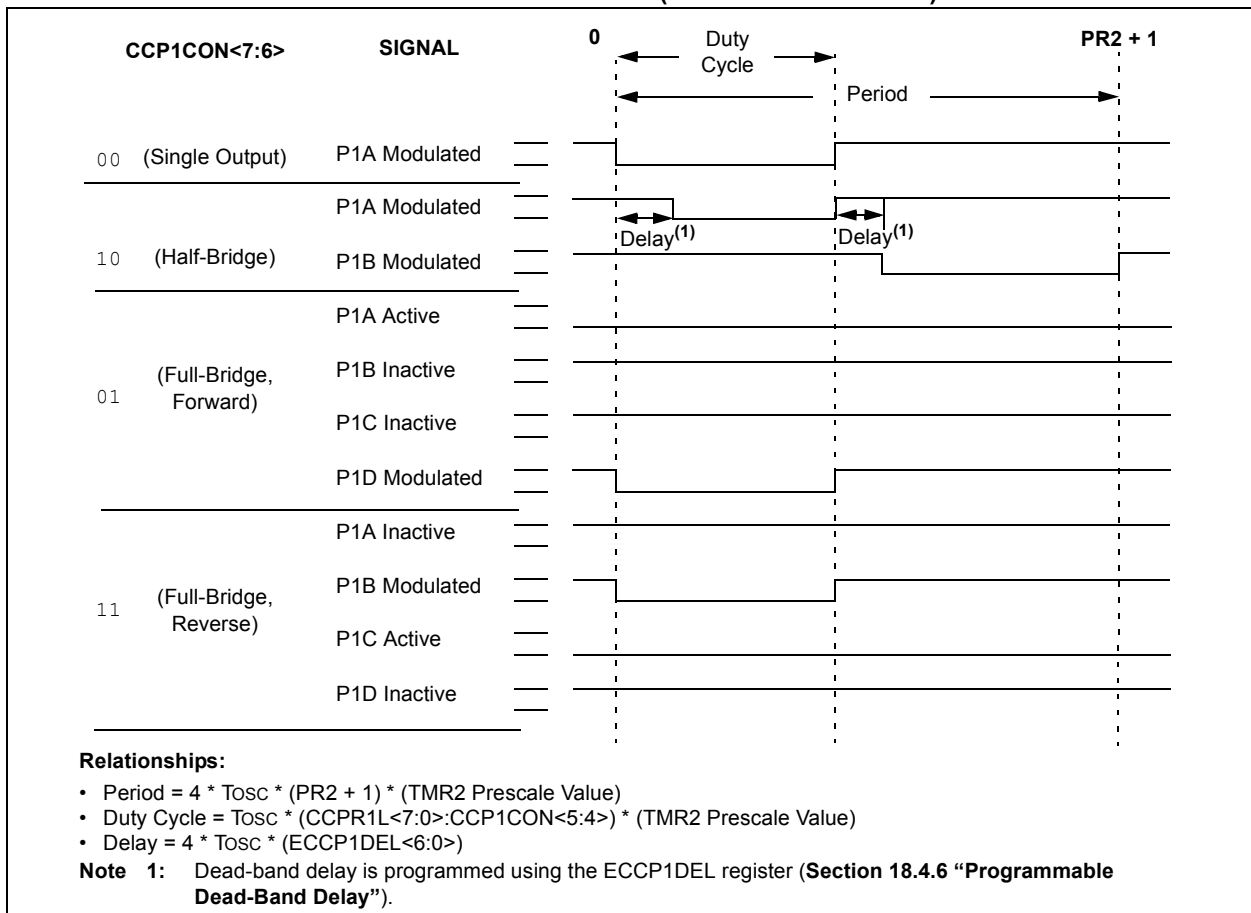 CCP1CON<7:6> SIGNAL 0 Duty Cycle PR2 + 1
Period
00 (Single Output) P1A Modulated
P1A Modulated
Delay(1) Delay(1)
10 (Half-Bridge) P1B Modulated
P1A Active
P1B Inactive
01 (Full-Bridge, Forward)
P1C Inactive
P1D Modulated
P1A Inactive
P1B Modulated
11 (Full-Bridge, Reverse)
P1C Active
P1D Inactive
Relationships:
• Period = 4 * TOSC * (PR2 + 1) * (TMR2 Prescale Value)
• Duty Cycle = TOSC * (CCPR1L<7:0>:CCP1CON<5:4>) * (TMR2 Prescale Value)
• Delay = 4 * TOSC * (ECCP1DEL<6:0>)
Note 1: Dead-band delay is programmed using the ECCP1DEL register (Section 18.4.6 “Programmable
Dead-Band Delay”).